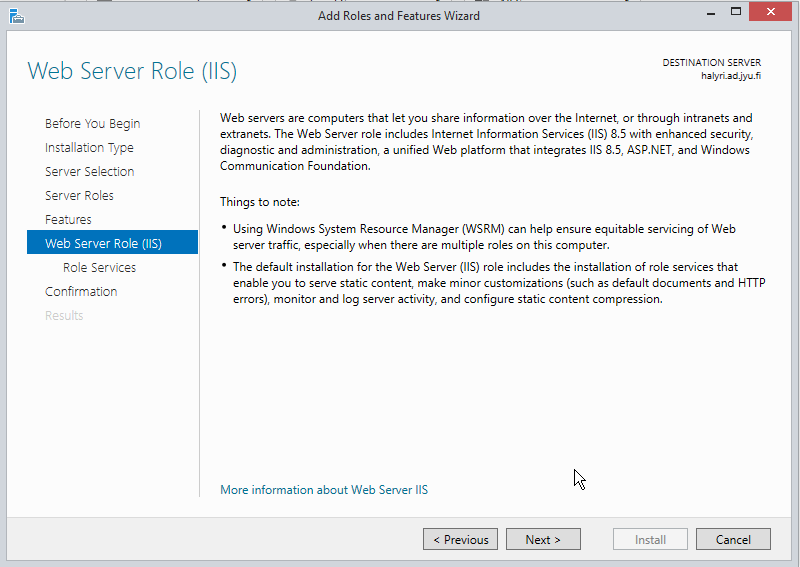 Add Roles and Features Wizard
Web Server Role (IIS)
DESTINATION SERVER
halyri.ad.jyu.fi
Before You Begin
Installation Type
Server Selection
Server Roles
Features
Web Server Role (IIS)
Role Services
Confirmation
Results
Web servers are computers that let you share information over the Internet, or through intranets and
extranets. The Web Server role includes Internet Information Services (IIS) 8.5 with enhanced security,
diagnostic and administration, a unified Web platform that integrates IIS 8.5, ASP.NET, and Windows
Communication Foundation.
Things to note:
• Using Windows System Resource Manager (WSRM) can help ensure equitable servicing of Web
server traffic, especially when there are multiple roles on this computer.
• The default installation for the Web Server (IIS) role includes the installation of role services that
enable you to serve static content, make minor customizations (such as default documents and HTTP
errors), monitor and log server activity, and configure static content compression.
More information about Web Server IIS
< Previous
Next >
Install
Cancel